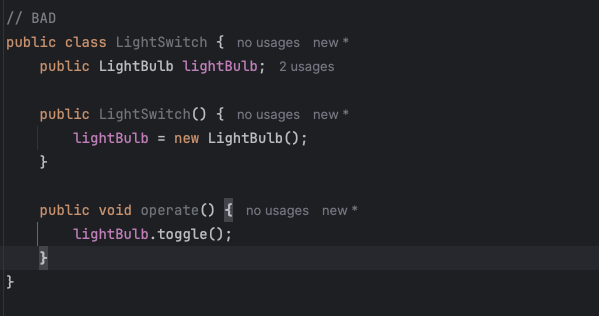 // BAD
public class LightSwitch { no usages new *
public LightBulb lightBulb; 2 usages
public LightSwitch() { no usages new *
lightBulb = new LightBulb();
}
public void operate() { no usages new *
lightBulb.toggle();
}
}